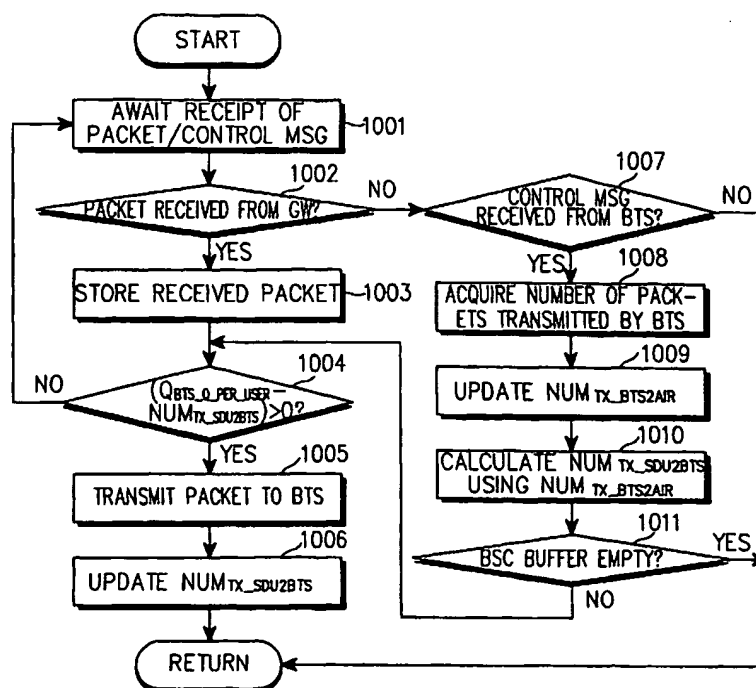 START
AWAIT RECEIPT OF
PACKET/CONTROL MSG
1001
1002
PACKET RECEIVED FROM GW?
NO
YES
STORE RECEIVED PACKET
1003
1004
(QBTS_Q_PER_USER-
NUMTX_SDU2BTS)>0?
NO
YES
1005
TRANSMIT PACKET TO BTS
1006
UPDATE NUMTX_SDU2BTS
RETURN
1007
CONTROL MSG
RECEIVED FROM BTS?
NO
YES
1008
ACQUIRE NUMBER OF PACK-
ETS TRANSMITTED BY BTS
1009
UPDATE NUM TX_BTS2AIR
1010
CALCULATE NUM TX_SDU2BTS
USING NUM TX_BTS2AIR
1011
BSC BUFFER EMPTY?
YES
NO